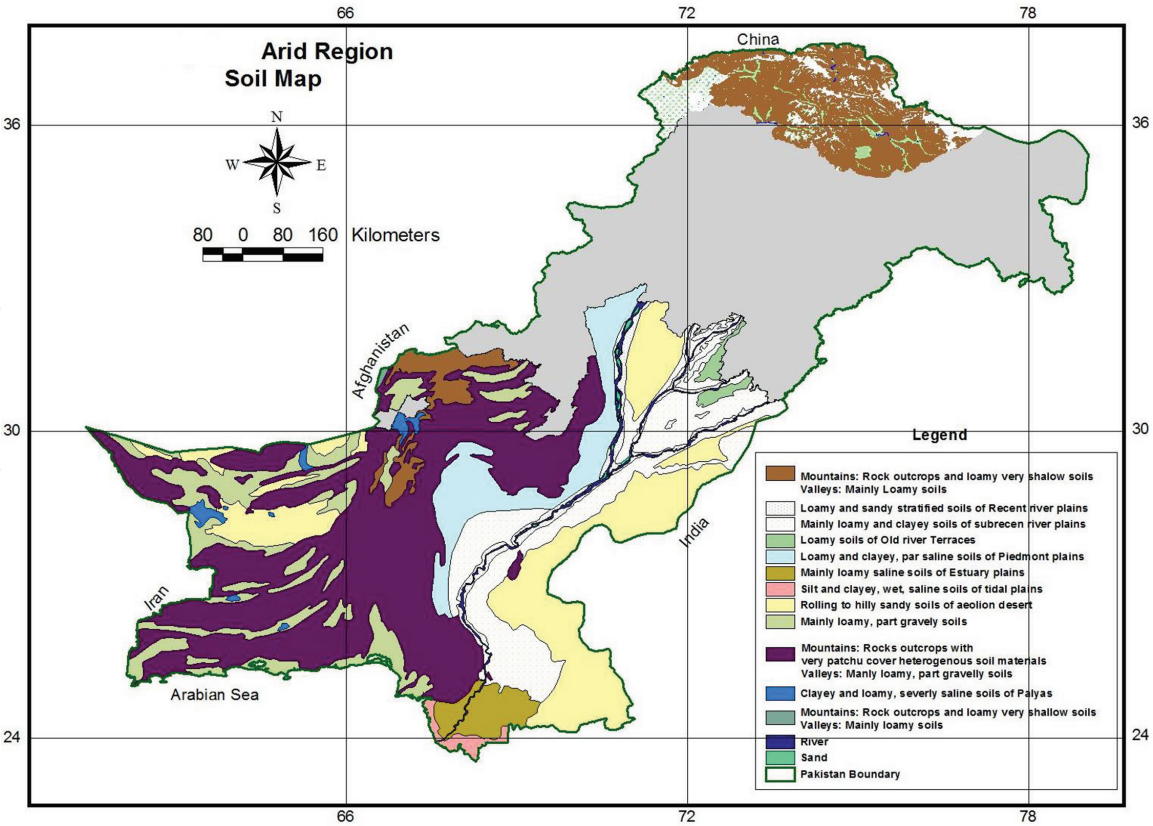 66 72 78
Arid Region
Soil Map
China
N
W E
S
36 36
80 0 80 160 Kilometers
Afghanistan
30 30
India
Iran
Arabian Sea
24 24
Legend
Mountains: Rock outcrops and loamy very shalow soils
Valleys: Mainly Loamy soils
Loamy and sandy stratified soils of Recent river plains
Mainly loamy and clayey soils of subrecen river plains
Loamy soils of Old river Terraces
Loamy and clayey, par saline soils of Piedmont plains
Mainly loamy saline soils of Estuary plains
Silt and clayey, wet, saline soils of tidal plains
Rolling to hilly sandy soils of aeolion desert
Mainly loamy, part gravely soils
Mountains: Rocks outcrops with
very patchu cover heterogenous soil materials
Valleys: Manly loamy, part gravelly soils
Clayey and loamy, severly saline soils of Palyas
Mountains: Rock outcrops and loamy very shallow soils
Valleys: Mainly loamy soils
River
Sand
Pakistan Boundary
66 72 78